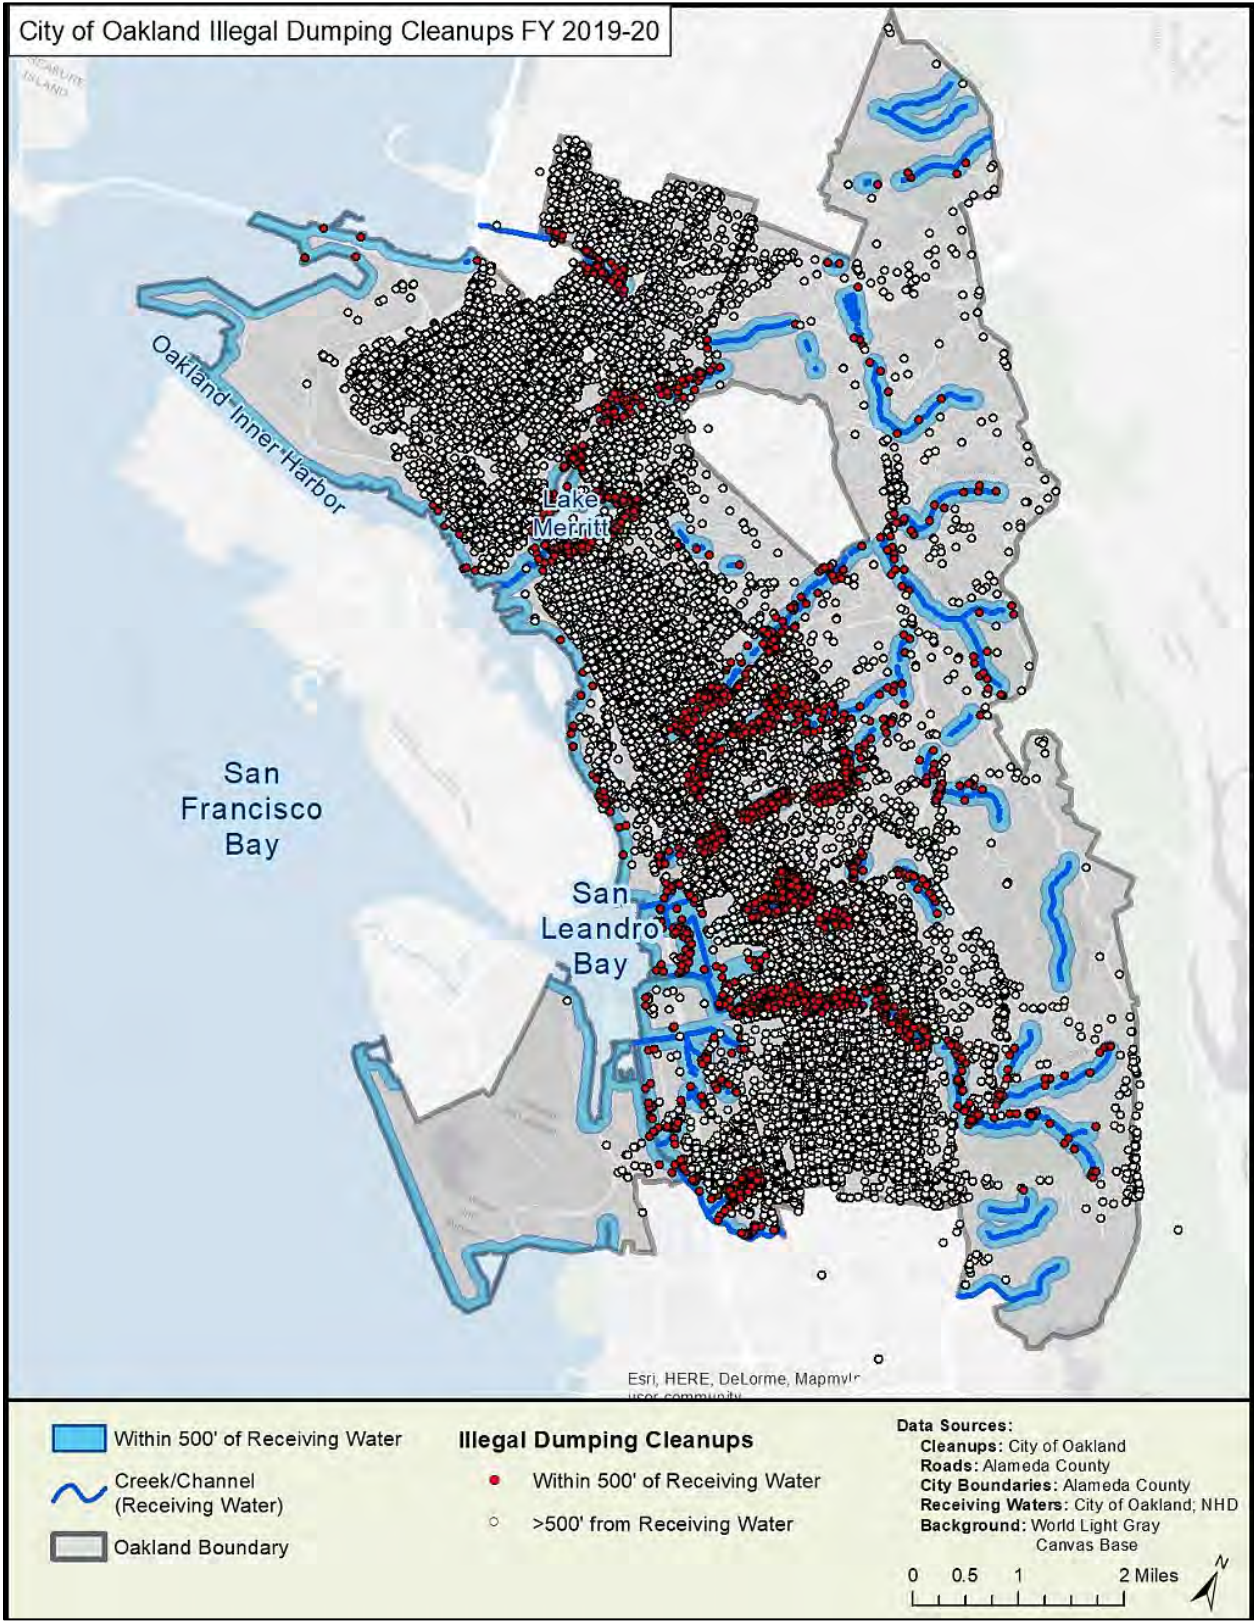 City of Oakland Illegal Dumping Cleanups FY 2019-20
ISLAND
Oakland Inner Harbor
Lake
Merritt
San
Francisco
Bay
San
Leandro
Bay
Esri, HERE, DeLorme,
user community
Within 500' of Receiving Water
Creek/Channel
(Receiving Water)
Oakland Boundary
Illegal Dumping Cleanups
Within 500' of Receiving Water
>500' from Receiving Water
Data Sources:
Cleanups: City of Oakland
Roads: Alameda County
City Boundaries: Alameda County
Receiving Waters: City of Oakland; NHD
Background: World Light Gray
Canvas Base
0 0.5 1 2 Miles
N